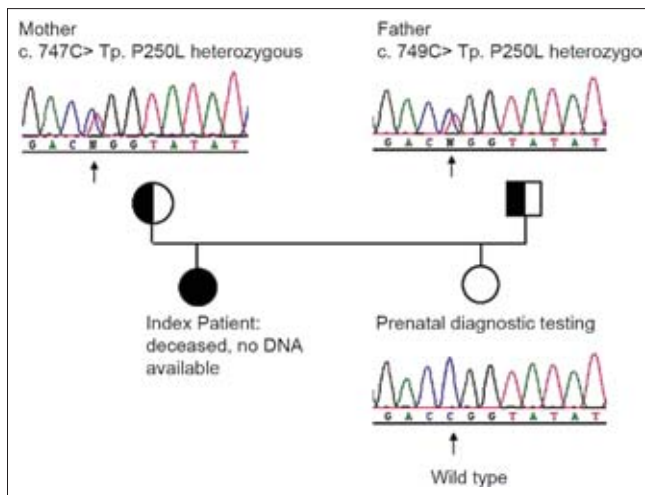 Mother
c. 747C> Tp. P250L heterozygous
Father
c. 749C> Tp. P250L heterozygo
G A C N G G T A T A T
G A C N G G T A T A T
Index Patient:
deceased, no DNA
available
Prenatal diagnostic testing
G A C C G G T A T A T
Wild type